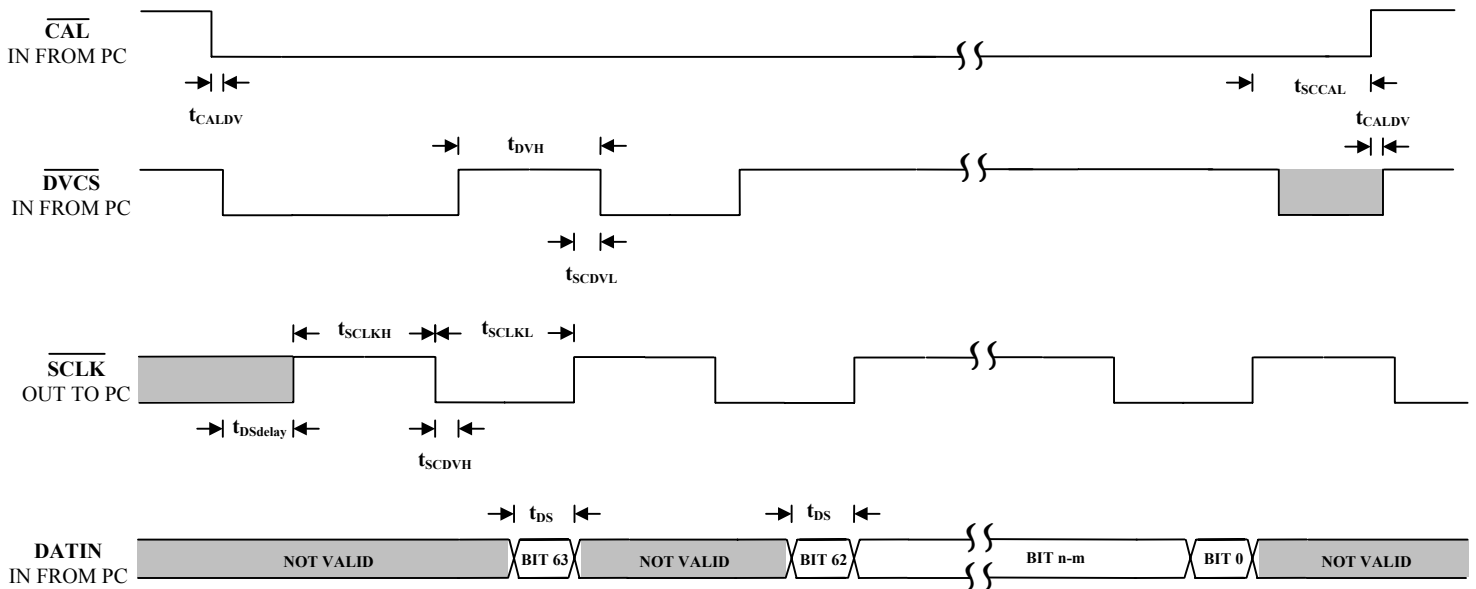 CAL
IN FROM PC
tSCCAL
tCALDV
tCALDV
tDVH
DVCS
IN FROM PC
tSCDVL
tSCLKH
tSCLKL
SCLK
OUT TO PC
tDSdelay
tSCDVH
tDS
tDS
DATIN
IN FROM PC
NOT VALID
BIT 63
NOT VALID
BIT 62
BIT n-m
BIT 0
NOT VALID